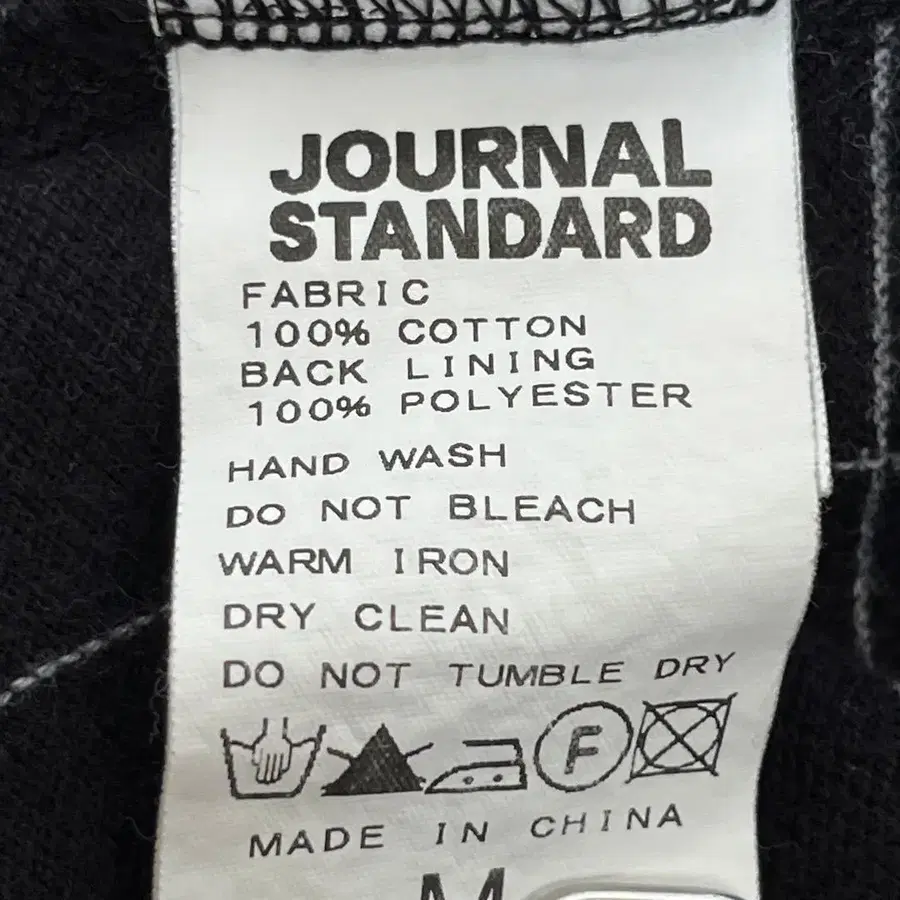 JOURNAL
STANDARD
FABRIC
100% COTTON
BACK LINING
100% POLYESTER
HAND WASH
DO NOT BLEACH
WARM IRON
DRY CLEAN
DO NOT TUMBLE DRY
F
MADE IN CHINA
M